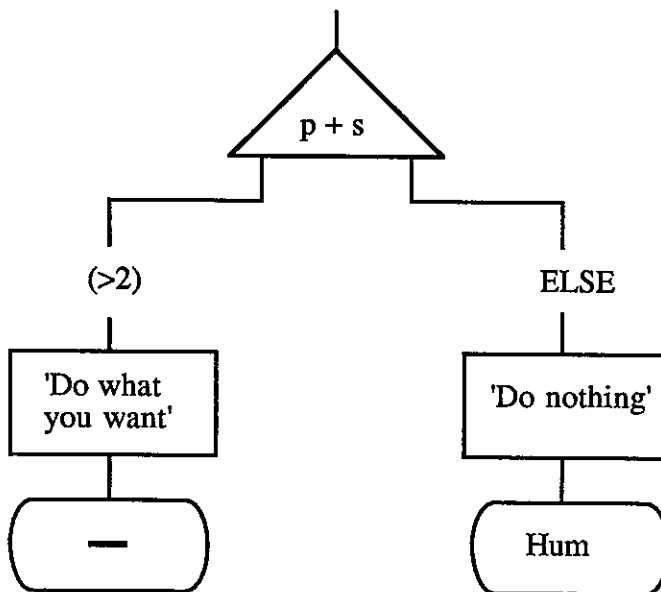 p + s
(>2)
ELSE
'Do what
you want'
'Do nothing'
—
Hum